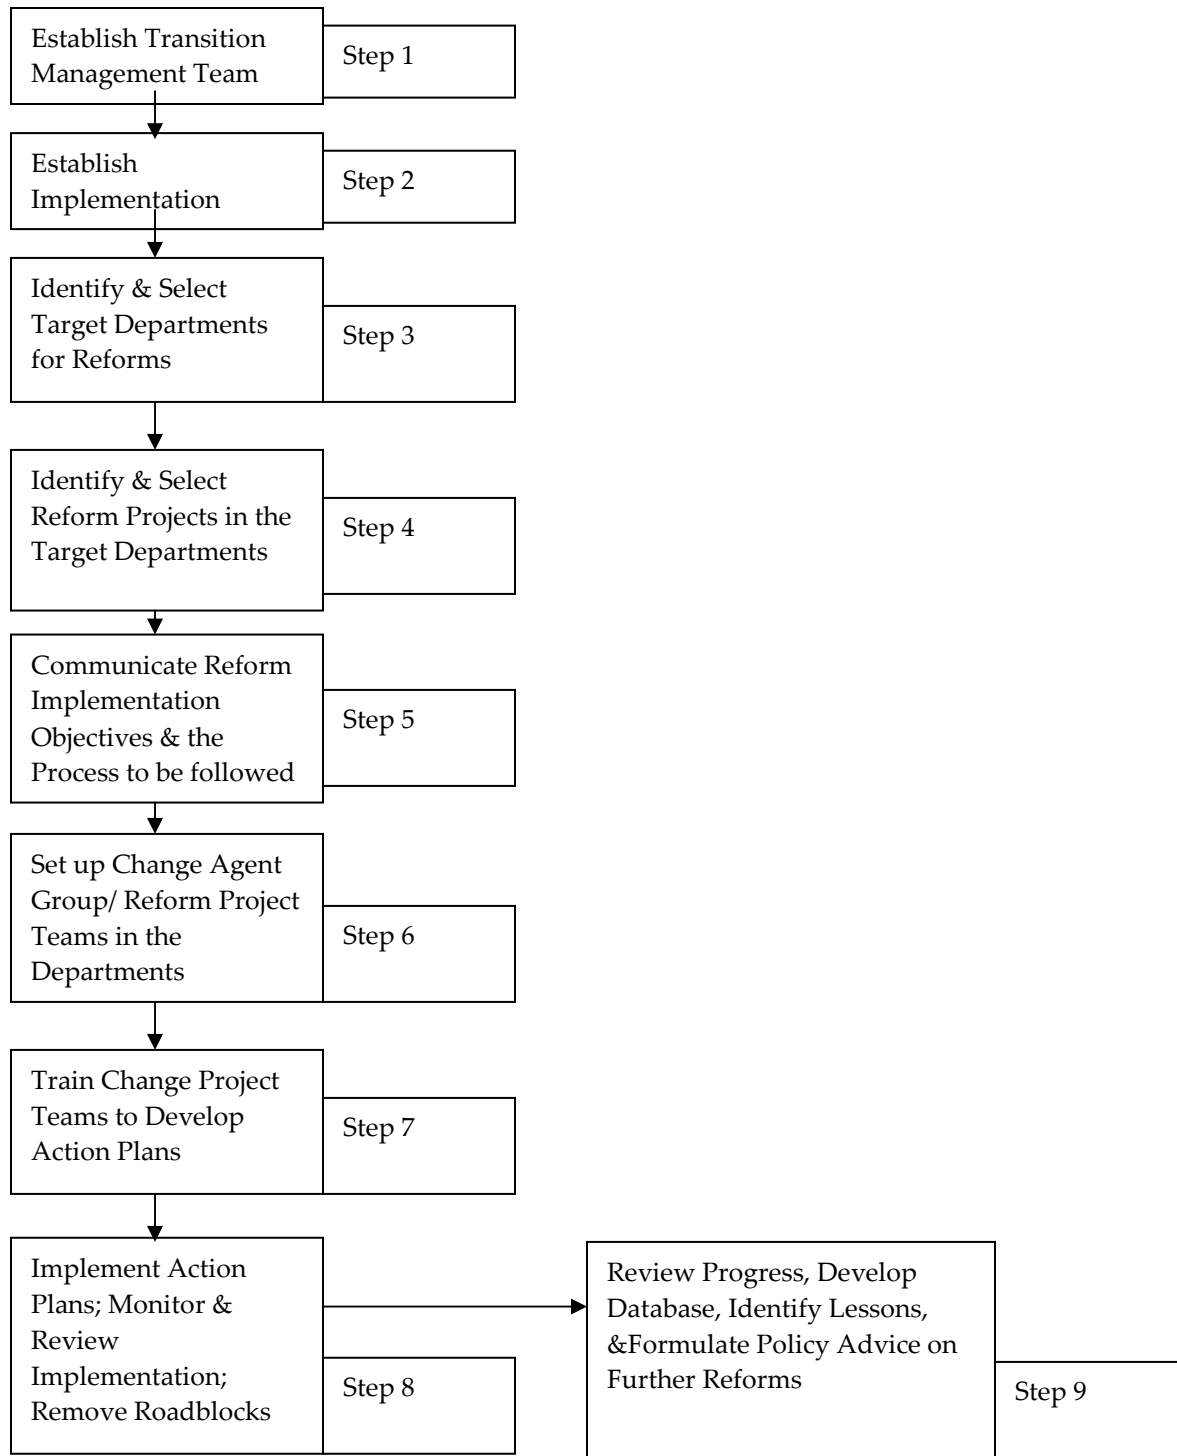 Establish Transition
Management Team
Step 1
Establish
Implementation
Step 2
Identify & Select
Target Departments
for Reforms
Step 3
Identify & Select
Reform Projects in the
Target Departments
Step 4
Communicate Reform
Implementation
Objectives & the
Process to be followed
Step 5
Set up Change Agent
Group/ Reform Project
Teams in the
Departments
Step 6
Train Change Project
Teams to Develop
Action Plans
Step 7
Implement Action
Plans; Monitor &
Review
Implementation;
Remove Roadblocks
Step 8
Review Progress, Develop
Database, Identify Lessons,
&Formulate Policy Advice on
Further Reforms
Step 9